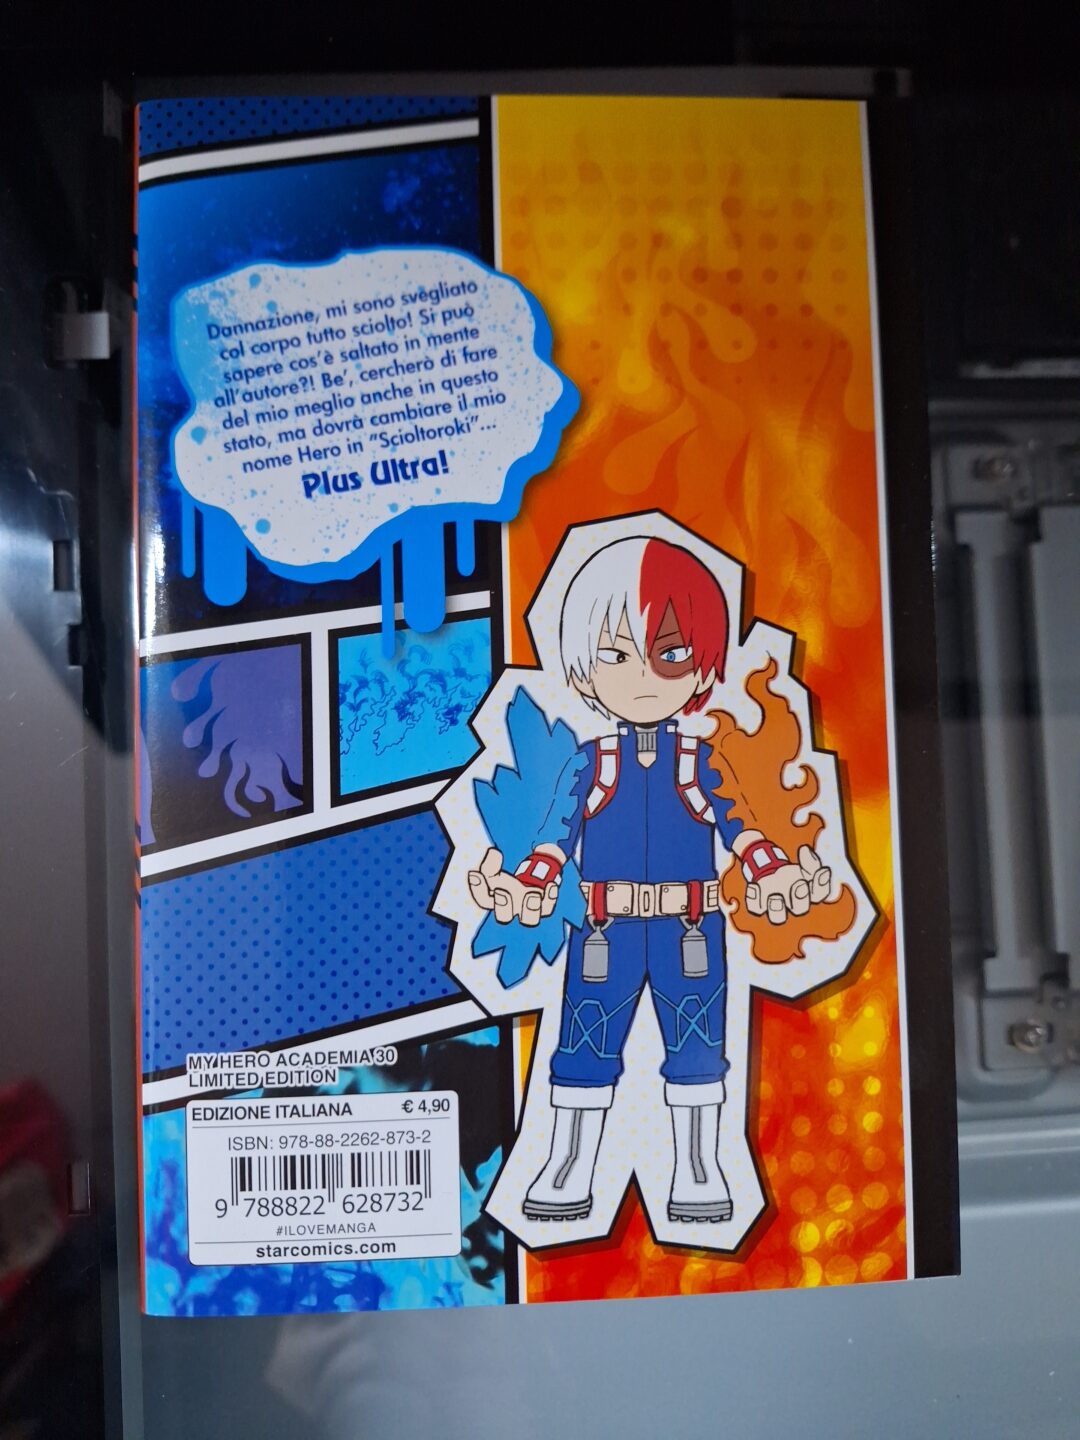 Dannazione, mi sono svegliato
col corpo tutto sciolto! Si può
sapere cos'è saltato in mente
all'autore?! Be', cercherò di fare
del mio meglio anche in questo
stato, ma dovrà cambiare il mio
nome Hero in "Scioltoroki"...
Plus Ultra!
MY HERO ACADEMIA 30
LIMITED EDITION
EDIZIONE ITALIANA € 4,90
ISBN: 978-88-2262-873-2
9 788822 628732
#ILOVEMANGA
starcomics.com